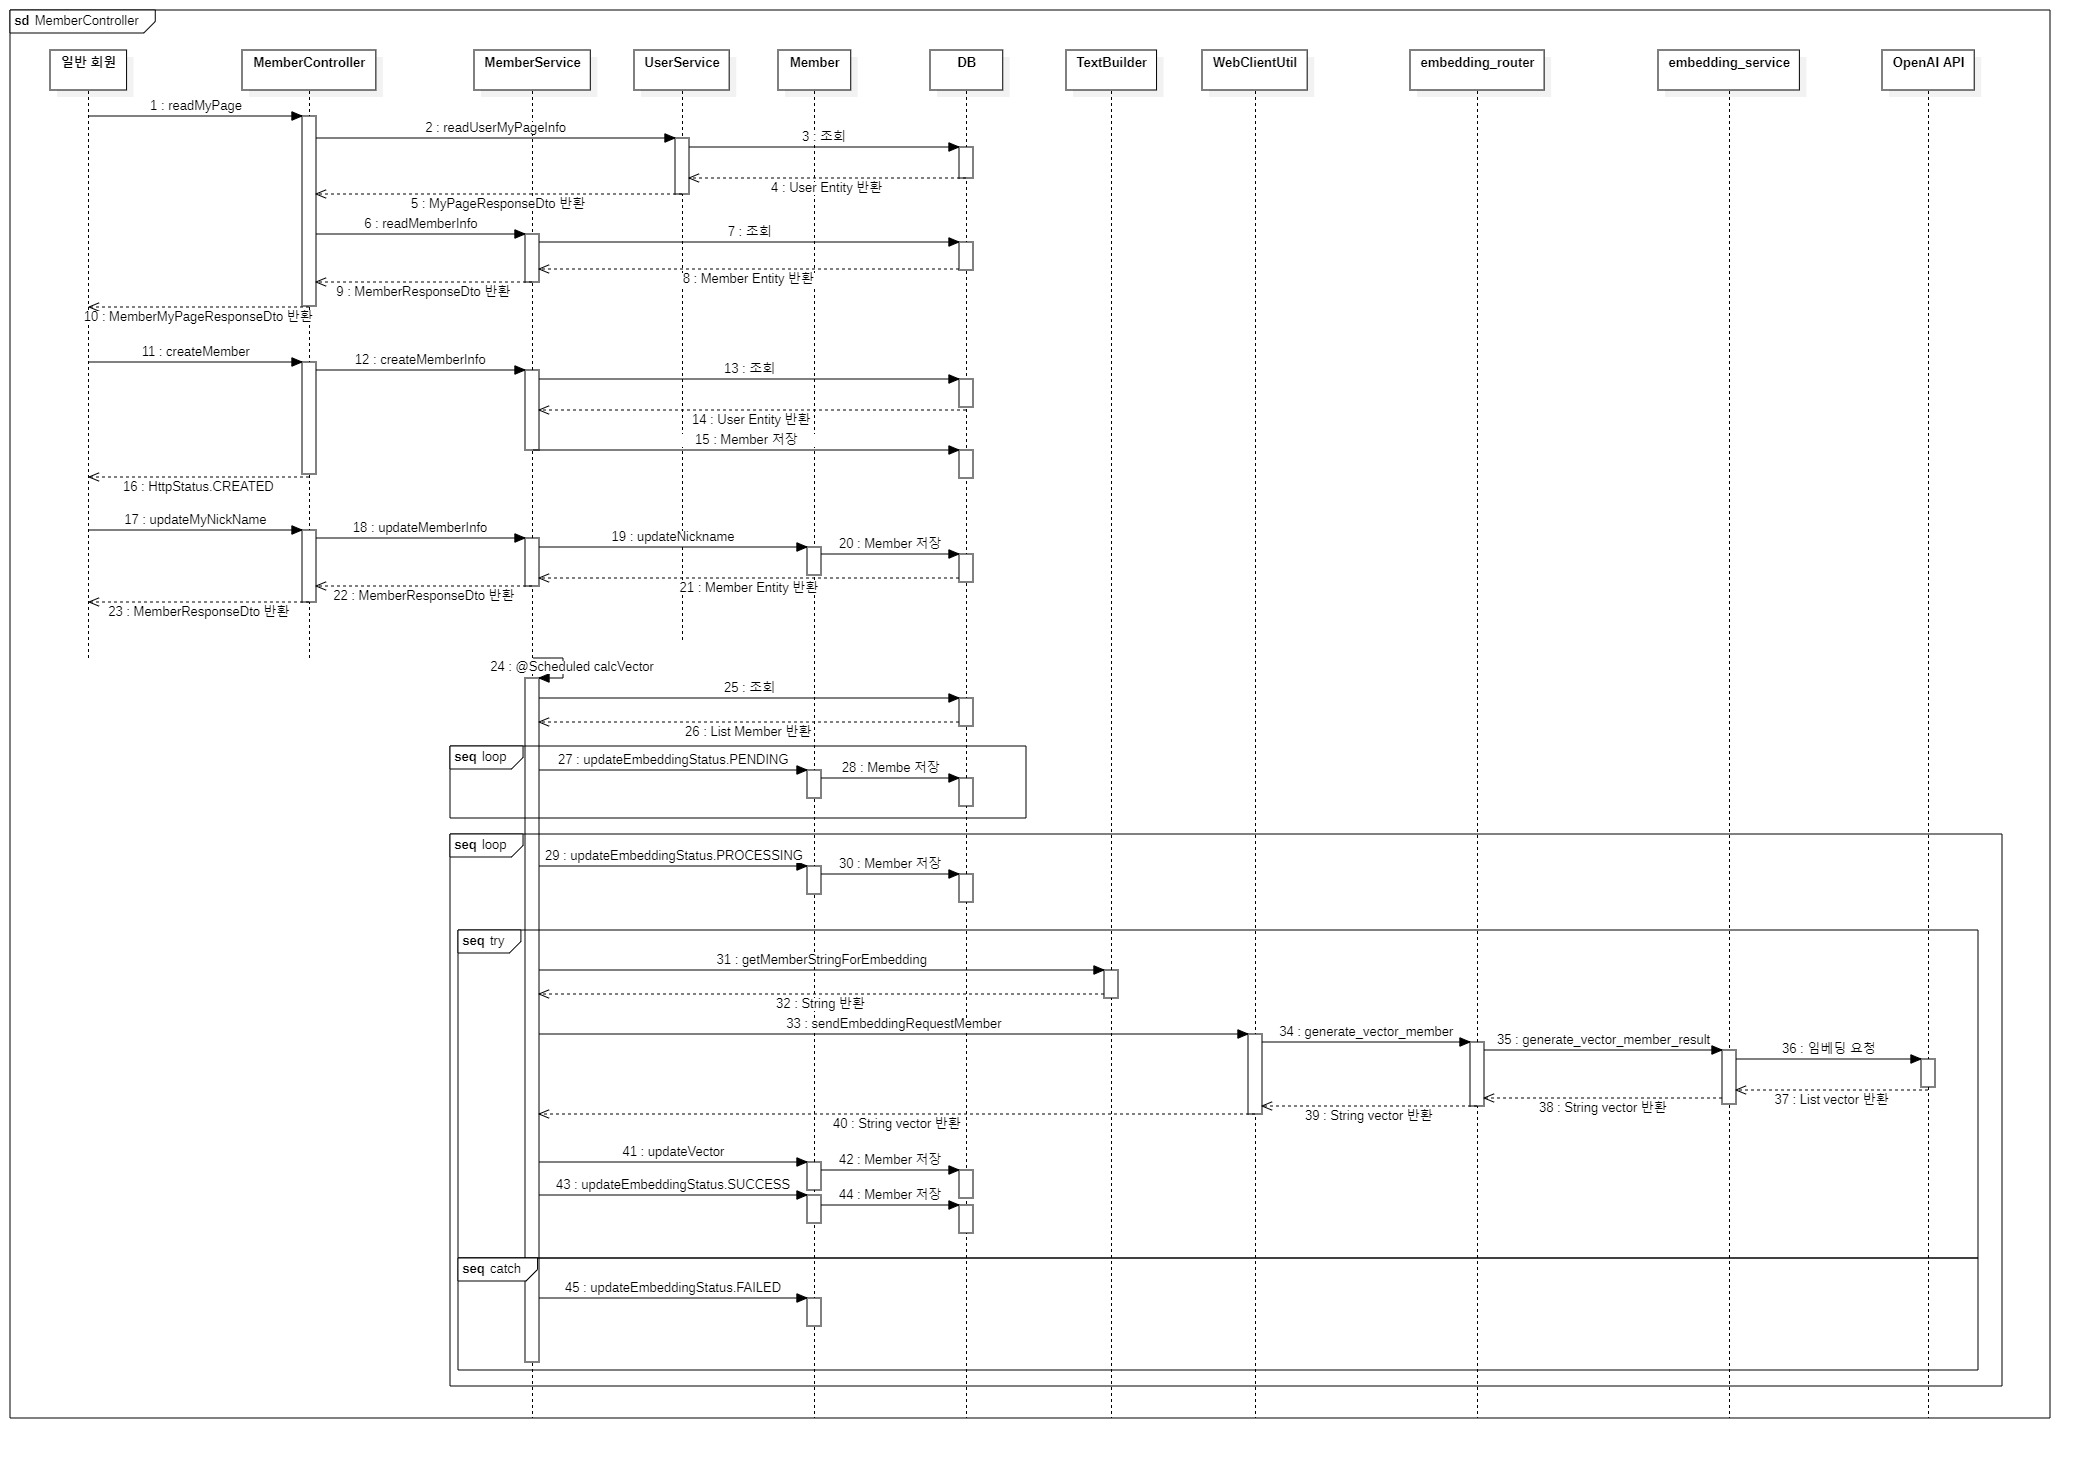 sd MemberController
일반 회원
MemberController
MemberService
UserService
Member
DB
TextBuilder
WebClientUtil
embedding_router
embedding_service
OpenAI API
1 : readMyPage
2 : readUserMyPageInfo
3 : 조회
4 : User Entity 반환
5 : MyPageResponseDto 반환
6 : readMemberInfo
7 : 조회
8 : Member Entity 반환
9 : MemberResponseDto 반환
10 : MemberMyPageResponseDto 반환
11 : createMember
12 : createMemberInfo
13 : 조회
14 : User Entity 반환
15 : Member 저장
16 : HttpStatus.CREATED
17 : updateMyNickName
18 : updateMemberInfo
19 : updateNickname
20 : Member 저장
21 : Member Entity 반환
22 : MemberResponseDto 반환
23 : MemberResponseDto 반환
24 : @Scheduled calcVector
25 : 조회
26 : List Member 반환
seq loop
27 : updateEmbeddingStatus.PENDING
28 : Membe 저장
seq loop
29 : updateEmbeddingStatus.PROCESSING
30 : Member 저장
seq try
31 : getMemberStringForEmbedding
32 : String 반환
33 : sendEmbeddingRequestMember
34 : generate_vector_member
35 : generate_vector_member_result
36 : 임베딩 요청
37 : List vector 반환
38 : String vector 반환
39 : String vector 반환
40 : String vector 반환
41 : updateVector
42 : Member 저장
43 : updateEmbeddingStatus.SUCCESS
44 : Member 저장
seq catch
45 : updateEmbeddingStatus.FAILED